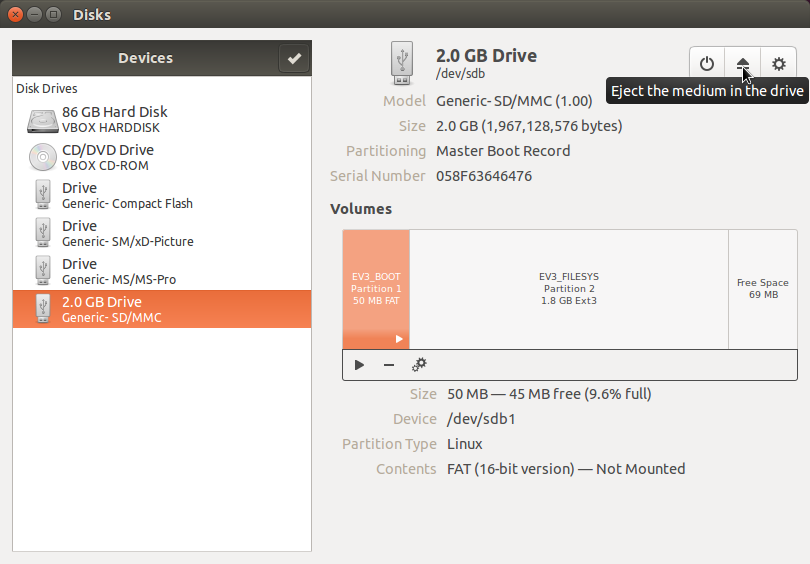 Disks
Devices
Disk Drives
86 GB Hard Disk
VBOX HARDDISK
CD/DVD Drive
VBOX CD-ROM
Drive
Generic- Compact Flash
Drive
Generic- SM/xD-Picture
Drive
Generic- MS/MS-Pro
2.0 GB Drive
Generic- SD/MMC
2.0 GB Drive
/dev/sdb
Eject the medium in the drive
Model Generic- SD/MMC (1.00)
Size 2.0 GB (1,967,128,576 bytes)
Partitioning Master Boot Record
Serial Number 058F63646476
Volumes
EV3_BOOT
Partition 1
50 MB FAT
EV3_FILESYS
Partition 2
1.8 GB Ext3
Free Space
69 MB
Size 50 MB — 45 MB free (9.6% full)
Device /dev/sdb1
Partition Type Linux
Contents FAT (16-bit version) — Not Mounted